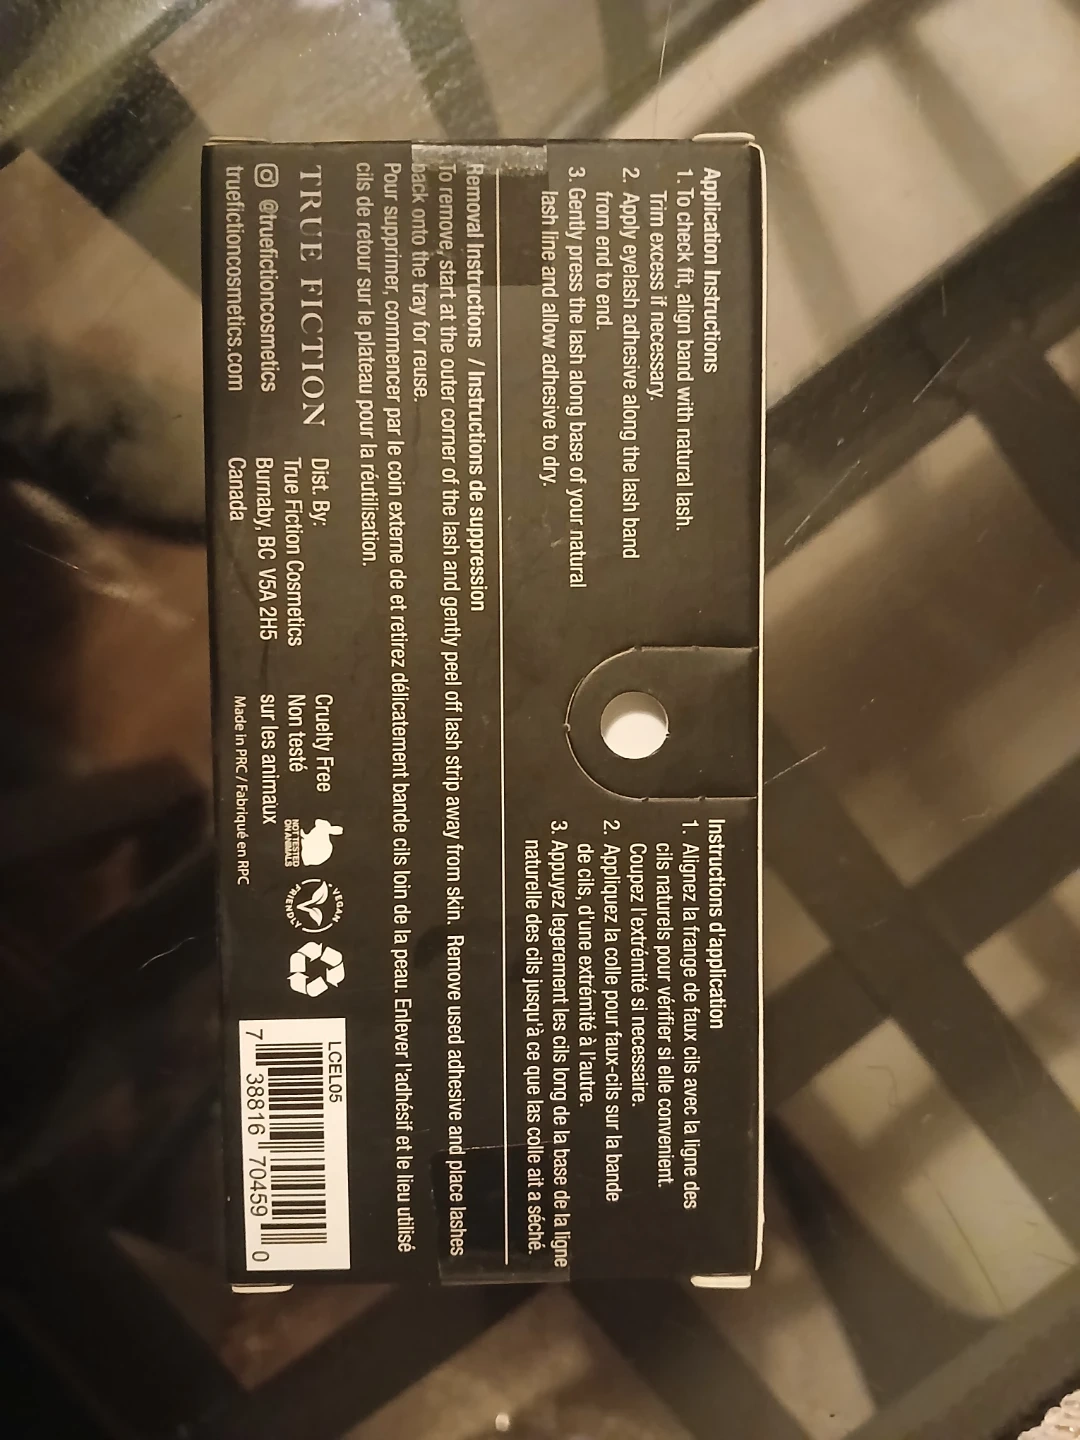 Application Instructions
1. To check fit, align band with natural lash.
Trim excess if necessary.
2. Apply eyelash adhesive along the lash band
from end to end.
3. Gently press the lash along base of your natural
lash line and allow adhesive to dry.
Instructions d'application
1. Alignez la frange de faux cils avec la ligne des
cils naturels pour vérifier si elle convenient.
Coupez l'extrémité si necessaire.
2. Appliquez la colle pour faux-cils sur la bande
de cils, d'une extrémité à l'autre.
3. Appuyez legerement les cils long de la base de la ligne
naturelle des cils jusqu'à ce que las colle ait a séché.
Removal Instructions / Instructions de suppression
To remove, start at the outer corner of the lash and gently peel off lash strip away from skin. Remove used adhesive and place lashes
back onto the tray for reuse.
Pour supprimer, commencer par le coin externe de et retirez délicatement bande cils loin de la peau. Enlever l'adhésif et le lieu utilisé
cils de retour sur le plateau pour la réutilisation.
TRUE FICTION
@truefictioncosmetics
truefictioncosmetics.com
Dist. By:
True Fiction Cosmetics
Burnaby, BC V5A 2H5
Canada
Cruelty Free
Non testé
sur les animaux
Made in PRC / Fabriqué en RPC
NOT TESTED
ON ANIMALS
VEGAN
FRIENDLY
LCEL05
7 38816 70459 0